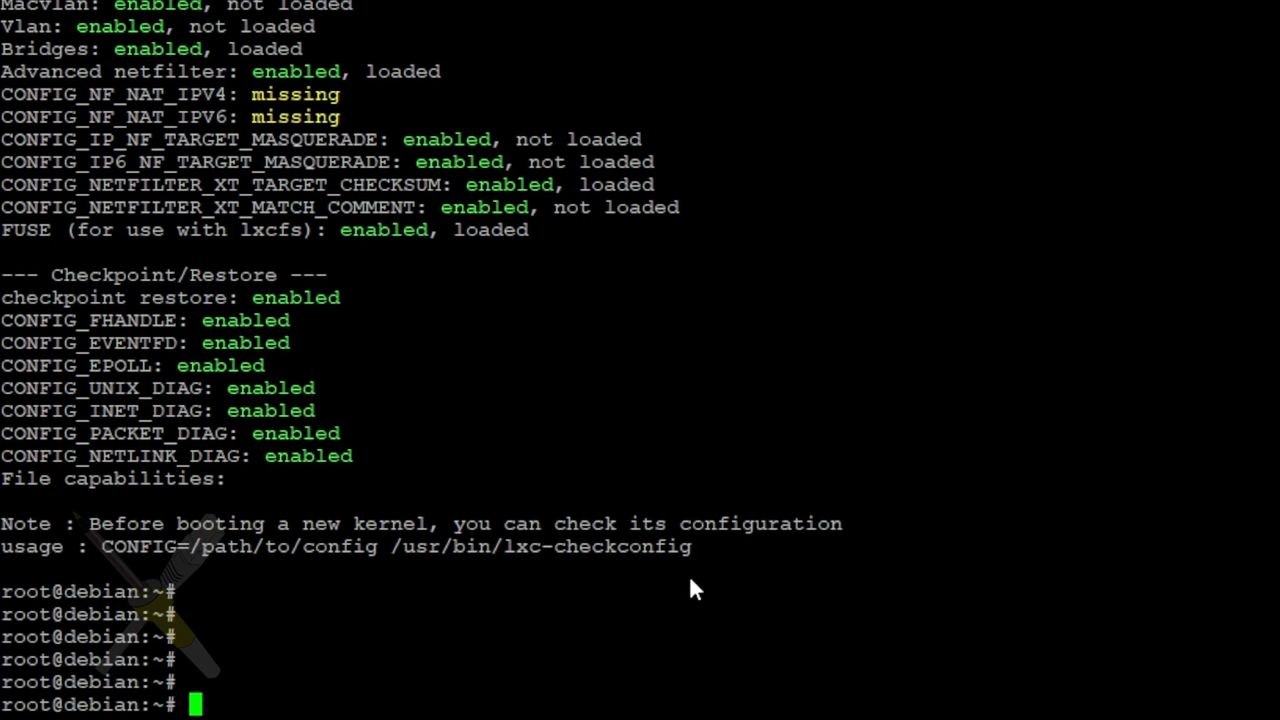 Macvlan: enabled, not loaded
Vlan: enabled, not loaded
Bridges: enabled, loaded
Advanced netfilter: enabled, loaded
CONFIG_NF_NAT_IPV4: missing
CONFIG_NF_NAT_IPV6: missing
CONFIG_IP_NF_TARGET_MASQUERADE: enabled, not loaded
CONFIG_IP6_NF_TARGET_MASQUERADE: enabled, not loaded
CONFIG_NETFILTER_XT_TARGET_CHECKSUM: enabled, loaded
CONFIG_NETFILTER_XT_MATCH_COMMENT: enabled, not loaded
FUSE (for use with lxcfs): enabled, loaded
--- Checkpoint/Restore ---
checkpoint restore: enabled
CONFIG_FHANDLE: enabled
CONFIG_EVENTFD: enabled
CONFIG_EPOLL: enabled
CONFIG_UNIX_DIAG: enabled
CONFIG_INET_DIAG: enabled
CONFIG_PACKET_DIAG: enabled
CONFIG_NETLINK_DIAG: enabled
File capabilities:
Note : Before booting a new kernel, you can check its configuration
usage : CONFIG=/path/to/config /usr/bin/lxc-checkconfig
root@debian:~#
root@debian:~#
root@debian:~#
root@debian:~#
root@debian:~#
root@debian:~#